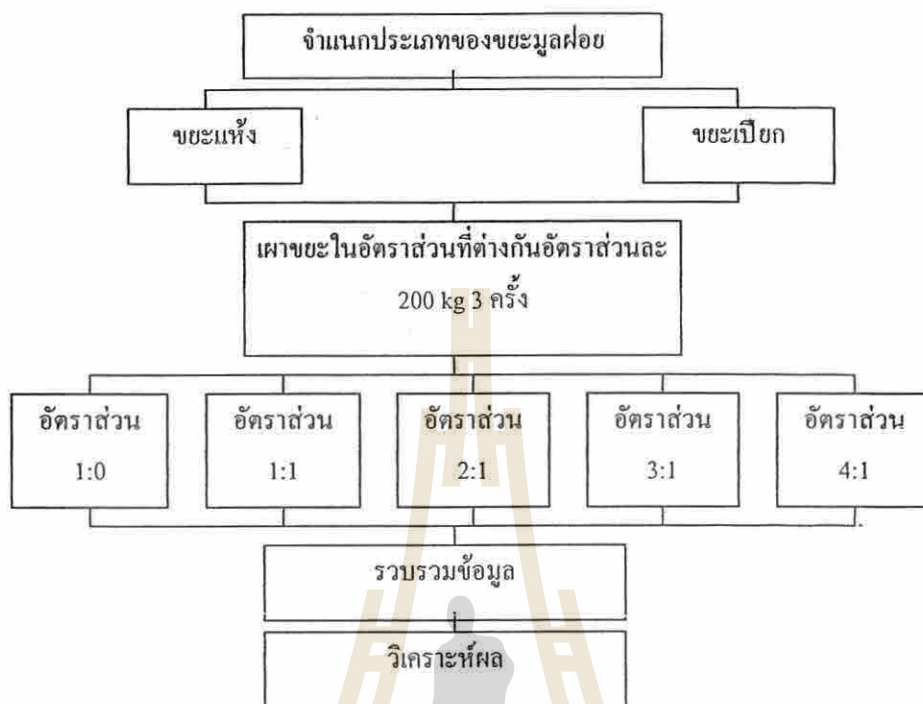 จำแนกประเภทของขยะมูลฝอย
ขยะแห้ง
ขยะเปียก
เผาขยะในอัตราส่วนที่ต่างกันอัตราส่วนละ
200 kg 3 ครั้ง
อัตราส่วน
1:0
อัตราส่วน
1:1
อัตราส่วน
2:1
อัตราส่วน
3:1
อัตราส่วน
4:1
รวบรวมข้อมูล
วิเคราะห์ผล